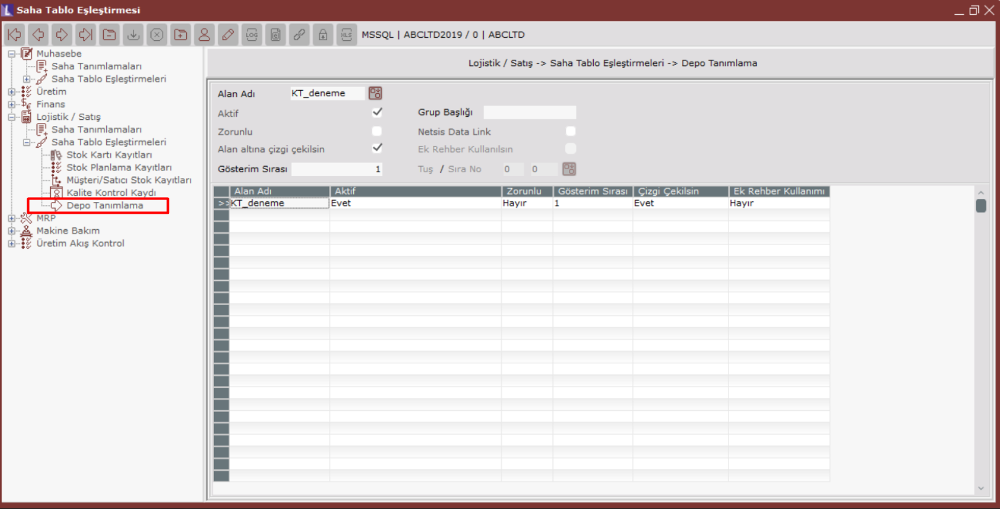 Saha Tablo Eşleştirmesi
LOG
XLS
MSSQL | ABCLTD2019 / 0 | ABCLTD
Muhasebe
Saha Tanımlamaları
Saha Tablo Eşleştirmeleri
Üretim
Finans
Lojistik / Satış
Saha Tanımlamaları
Saha Tablo Eşleştirmeleri
Stok Kartı Kayıtları
Stok Planlama Kayıtları
Müşteri/Satıcı Stok Kayıtları
Kalite Kontrol Kaydı
Depo Tanımlama
MRP
Makine Bakım
Üretim Akış Kontrol
Lojistik / Satış -> Saha Tablo Eşleştirmeleri -> Depo Tanımlama
Alan Adı KT_deneme
Aktif Grup Başlığı
Zorunlu Netsis Data Link
Alan altına çizgi çekilsin Ek Rehber Kullanılsın
Gösterim Sırası 1 Tuş / Sıra No 0 0
Alan Adı Aktif Zorunlu Gösterim Sırası Çizgi Çekilsin Ek Rehber Kullanımı
>> KT_deneme Evet Hayır 1 Evet Hayır